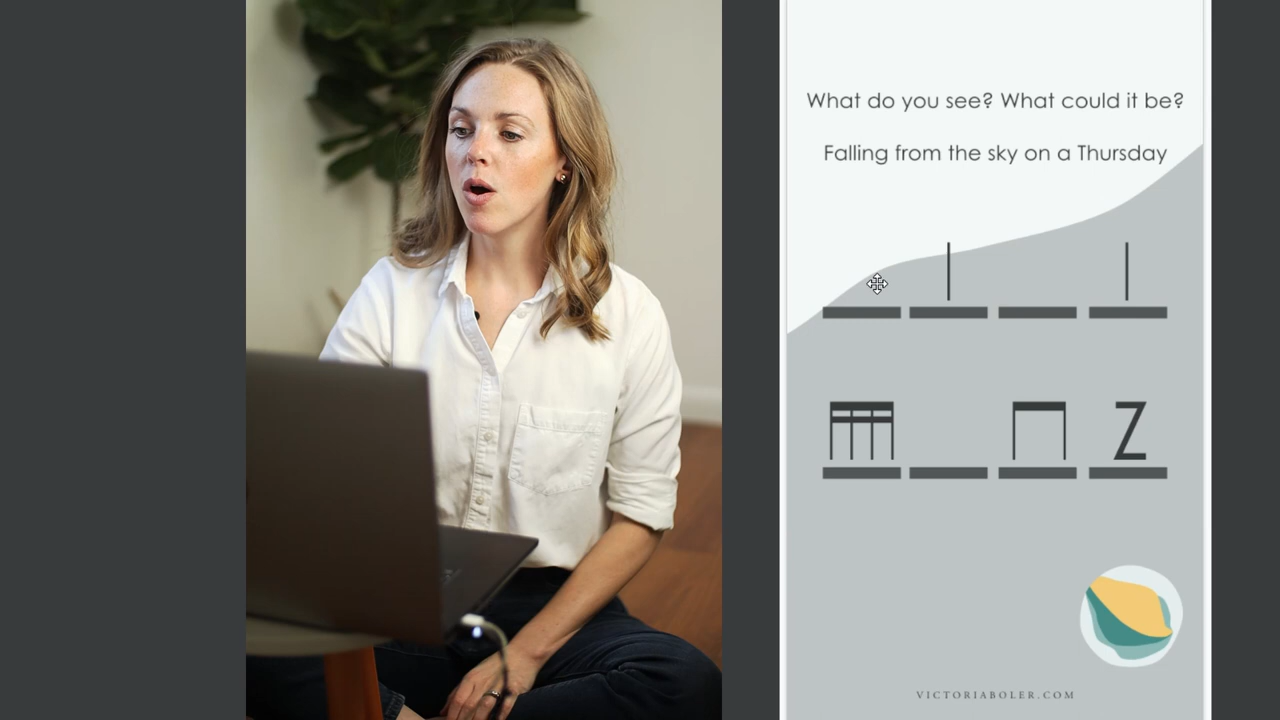 What do you see? What could it be?
Falling from the sky on a Thursday
Z
VICTORIABOLER.COM